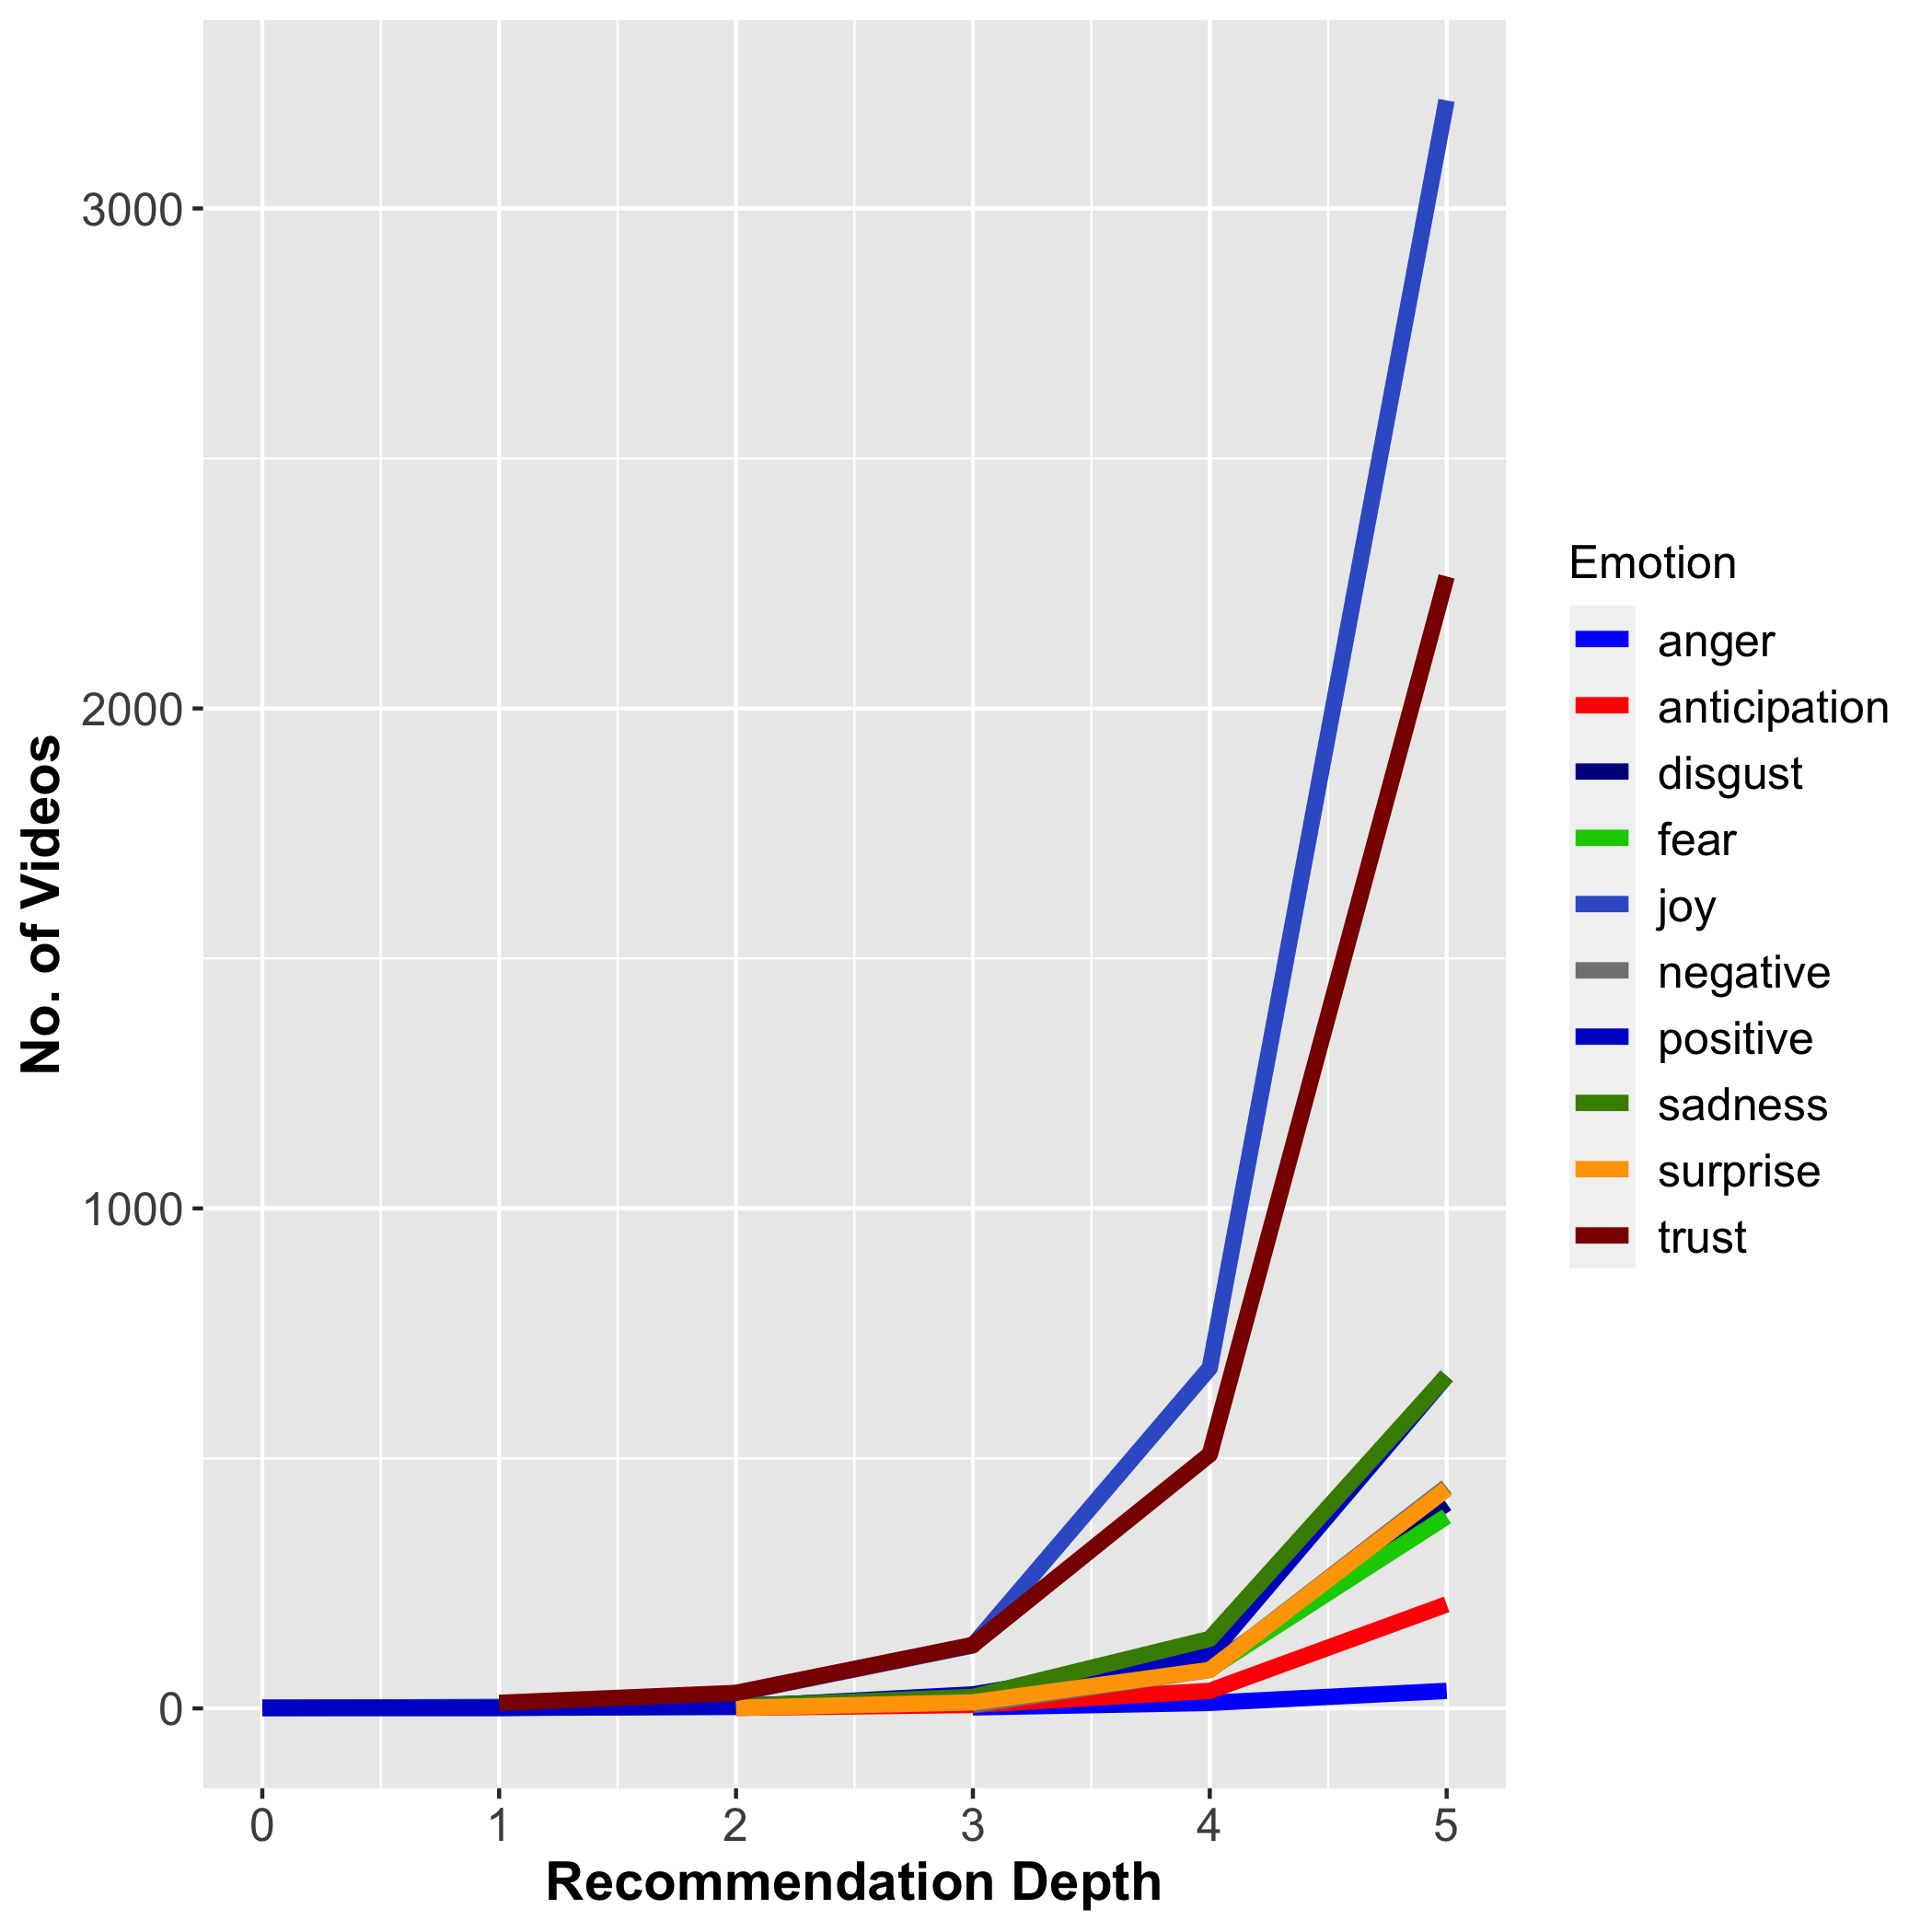 No. of Videos
3000
2000
1000
0
0 1 2 3 4 5
Recommendation Depth
Emotion
anger
anticipation
disgust
fear
joy
negative
positive
sadness
surprise
trust